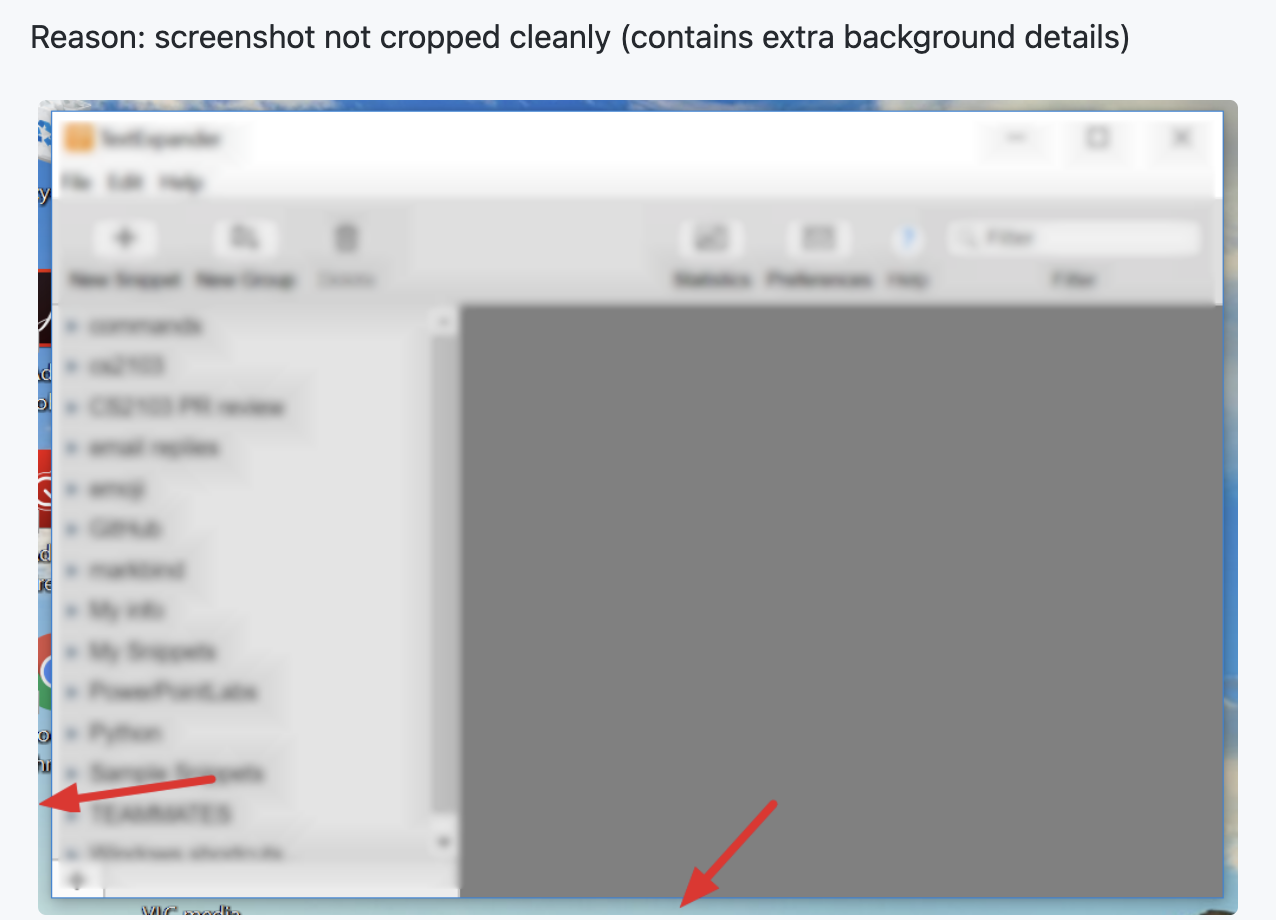 Reason: screenshot not cropped cleanly (contains extra background details)
TextExpander
File Edit Help
New Snippet New Group Delete Statistics Preferences Help Filter
Filter
commands
cs2103
CS2103 PR review
email replies
emoji
GitHub
markbind
My info
My Snippets
PowerPointLabs
Python
Sample Snippets
TEAMMATES
Windows shortcuts
VLC media